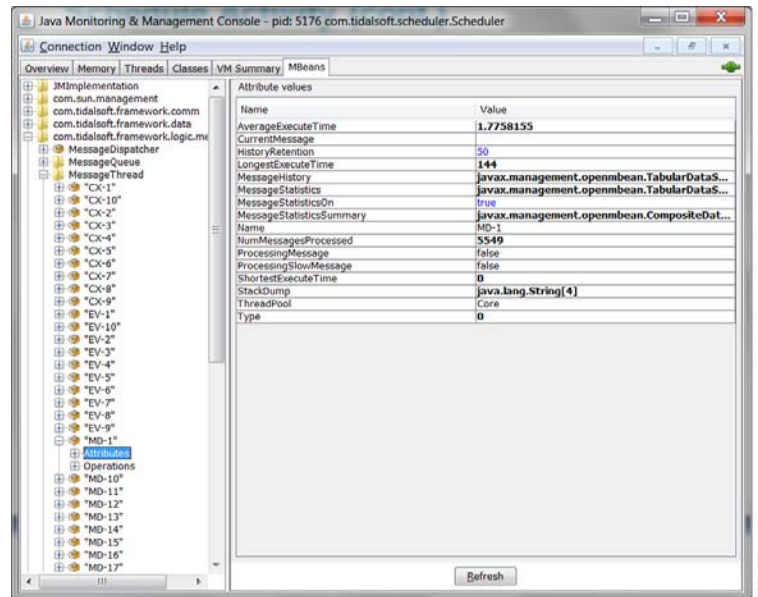 Java Monitoring & Management Console - pid: 5176 com.tidalsoft.scheduler.Scheduler
Connection Window Help
Overview Memory Threads Classes VM Summary MBeans
JMImplementation
com.sun.management
com.tidalsoft.framework.comm
com.tidalsoft.framework.data
com.tidalsoft.framework.logic.me
MessageDispatcher
MessageQueue
MessageThread
"CX-1"
"CX-10"
"CX-2"
"CX-3"
"CX-4"
"CX-5"
"CX-6"
"CX-7"
"CX-8"
"CX-9"
"EV-1"
"EV-10"
"EV-2"
"EV-3"
"EV-4"
"EV-5"
"EV-6"
"EV-7"
"EV-8"
"EV-9"
"MD-1"
Attributes
Operations
"MD-10"
"MD-11"
"MD-12"
"MD-13"
"MD-14"
"MD-15"
"MD-16"
"MD-17"
Attribute values
Name Value
AverageExecuteTime 1.7758155
CurrentMessage
HistoryRetention 50
LongestExecuteTime 144
MessageHistory javax.management.openmbean.TabularDataS...
MessageStatistics javax.management.openmbean.TabularDataS...
MessageStatisticsOn true
MessageStatisticsSummary javax.management.openmbean.CompositeDat...
Name MD-1
NumMessagesProcessed 5549
ProcessingMessage false
ProcessingSlowMessage false
ShortestExecuteTime 0
StackDump java.lang.String[4]
ThreadPool Core
Type 0
Refresh